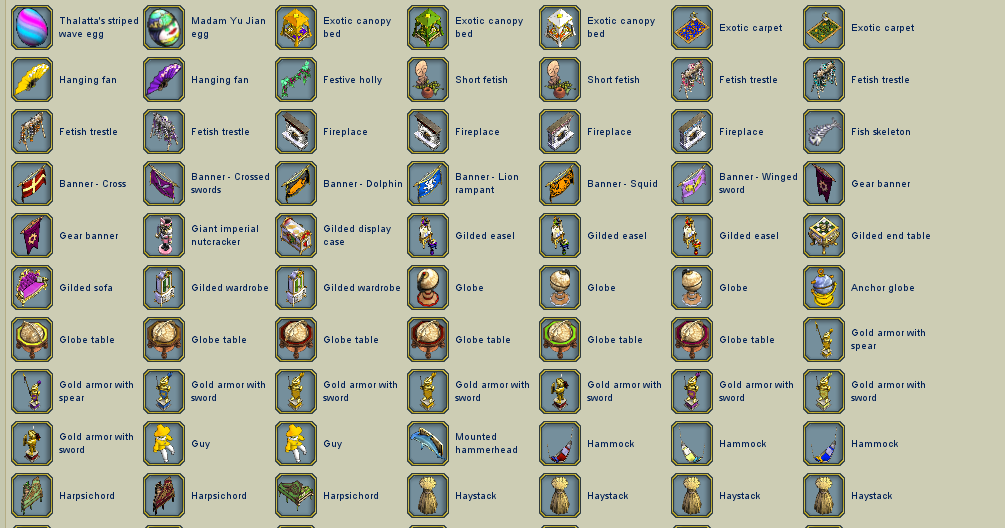 Thalatta's striped
wave egg
Madam Yu Jian
egg
Exotic canopy
bed
Exotic canopy
bed
Exotic canopy
bed
Exotic carpet
Exotic carpet
Hanging fan
Hanging fan
Festive holly
Short fetish
Short fetish
Fetish trestle
Fetish trestle
Fetish trestle
Fetish trestle
Fireplace
Fireplace
Fireplace
Fireplace
Fish skeleton
Banner - Cross
Banner - Crossed
swords
Banner - Dolphin
Banner - Lion
rampant
Banner - Squid
Banner - Winged
sword
Gear banner
Gear banner
Giant imperial
nutcracker
Gilded display
case
Gilded easel
Gilded easel
Gilded easel
Gilded end table
Gilded sofa
Gilded wardrobe
Gilded wardrobe
Globe
Globe
Globe
Anchor globe
Globe table
Globe table
Globe table
Globe table
Globe table
Globe table
Gold armor with
spear
Gold armor with
spear
Gold armor with
sword
Gold armor with
sword
Gold armor with
sword
Gold armor with
sword
Gold armor with
sword
Gold armor with
sword
Gold armor with
sword
Guy
Guy
Mounted
hammerhead
Hammock
Hammock
Hammock
Harpsichord
Harpsichord
Harpsichord
Haystack
Haystack
Haystack
Haystack